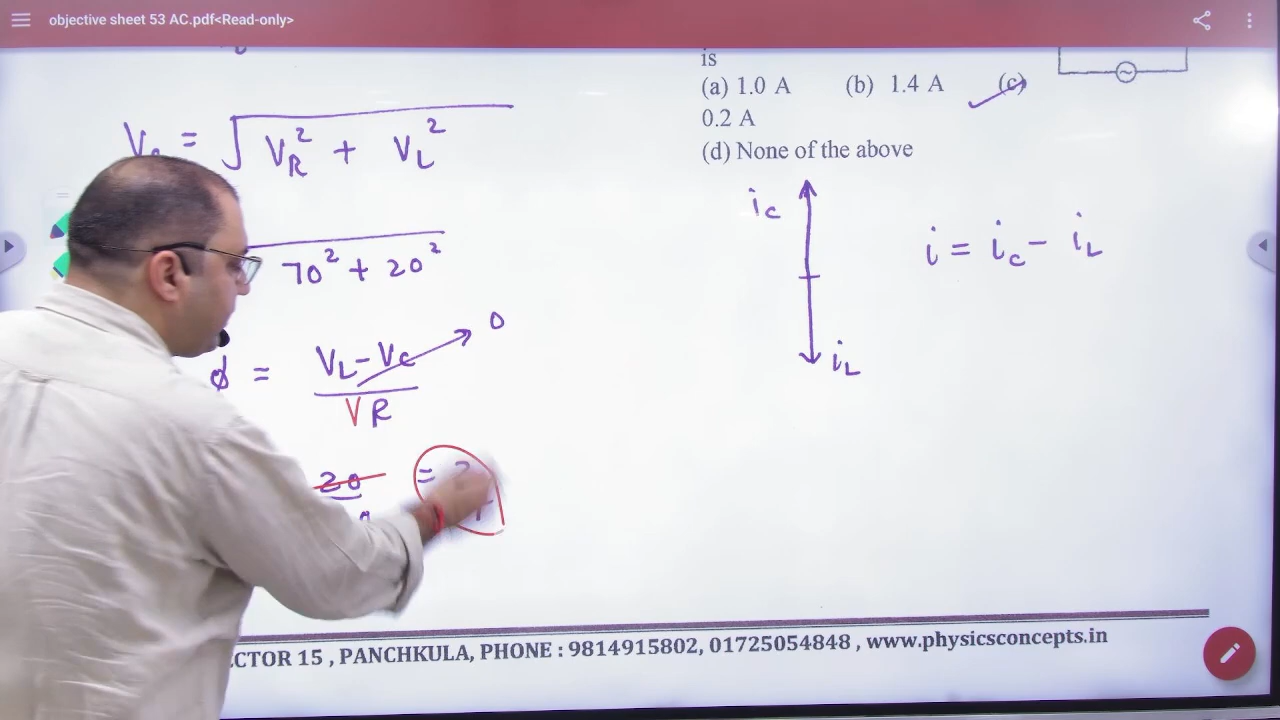 objective sheet 53 AC.pdf<Read-only>
is
(a) 1.0 A (b) 1.4 A (c)
0.2 A
(d) None of the above
= √ V_R² + V_L²
70² + 20²
ϕ = V_L - V_C / V R
0
20 =
i_C
i_L
i = i_C - i_L
SECTOR 15 , PANCHKULA, PHONE : 9814915802, 01725054848 , www.physicsconcepts.in